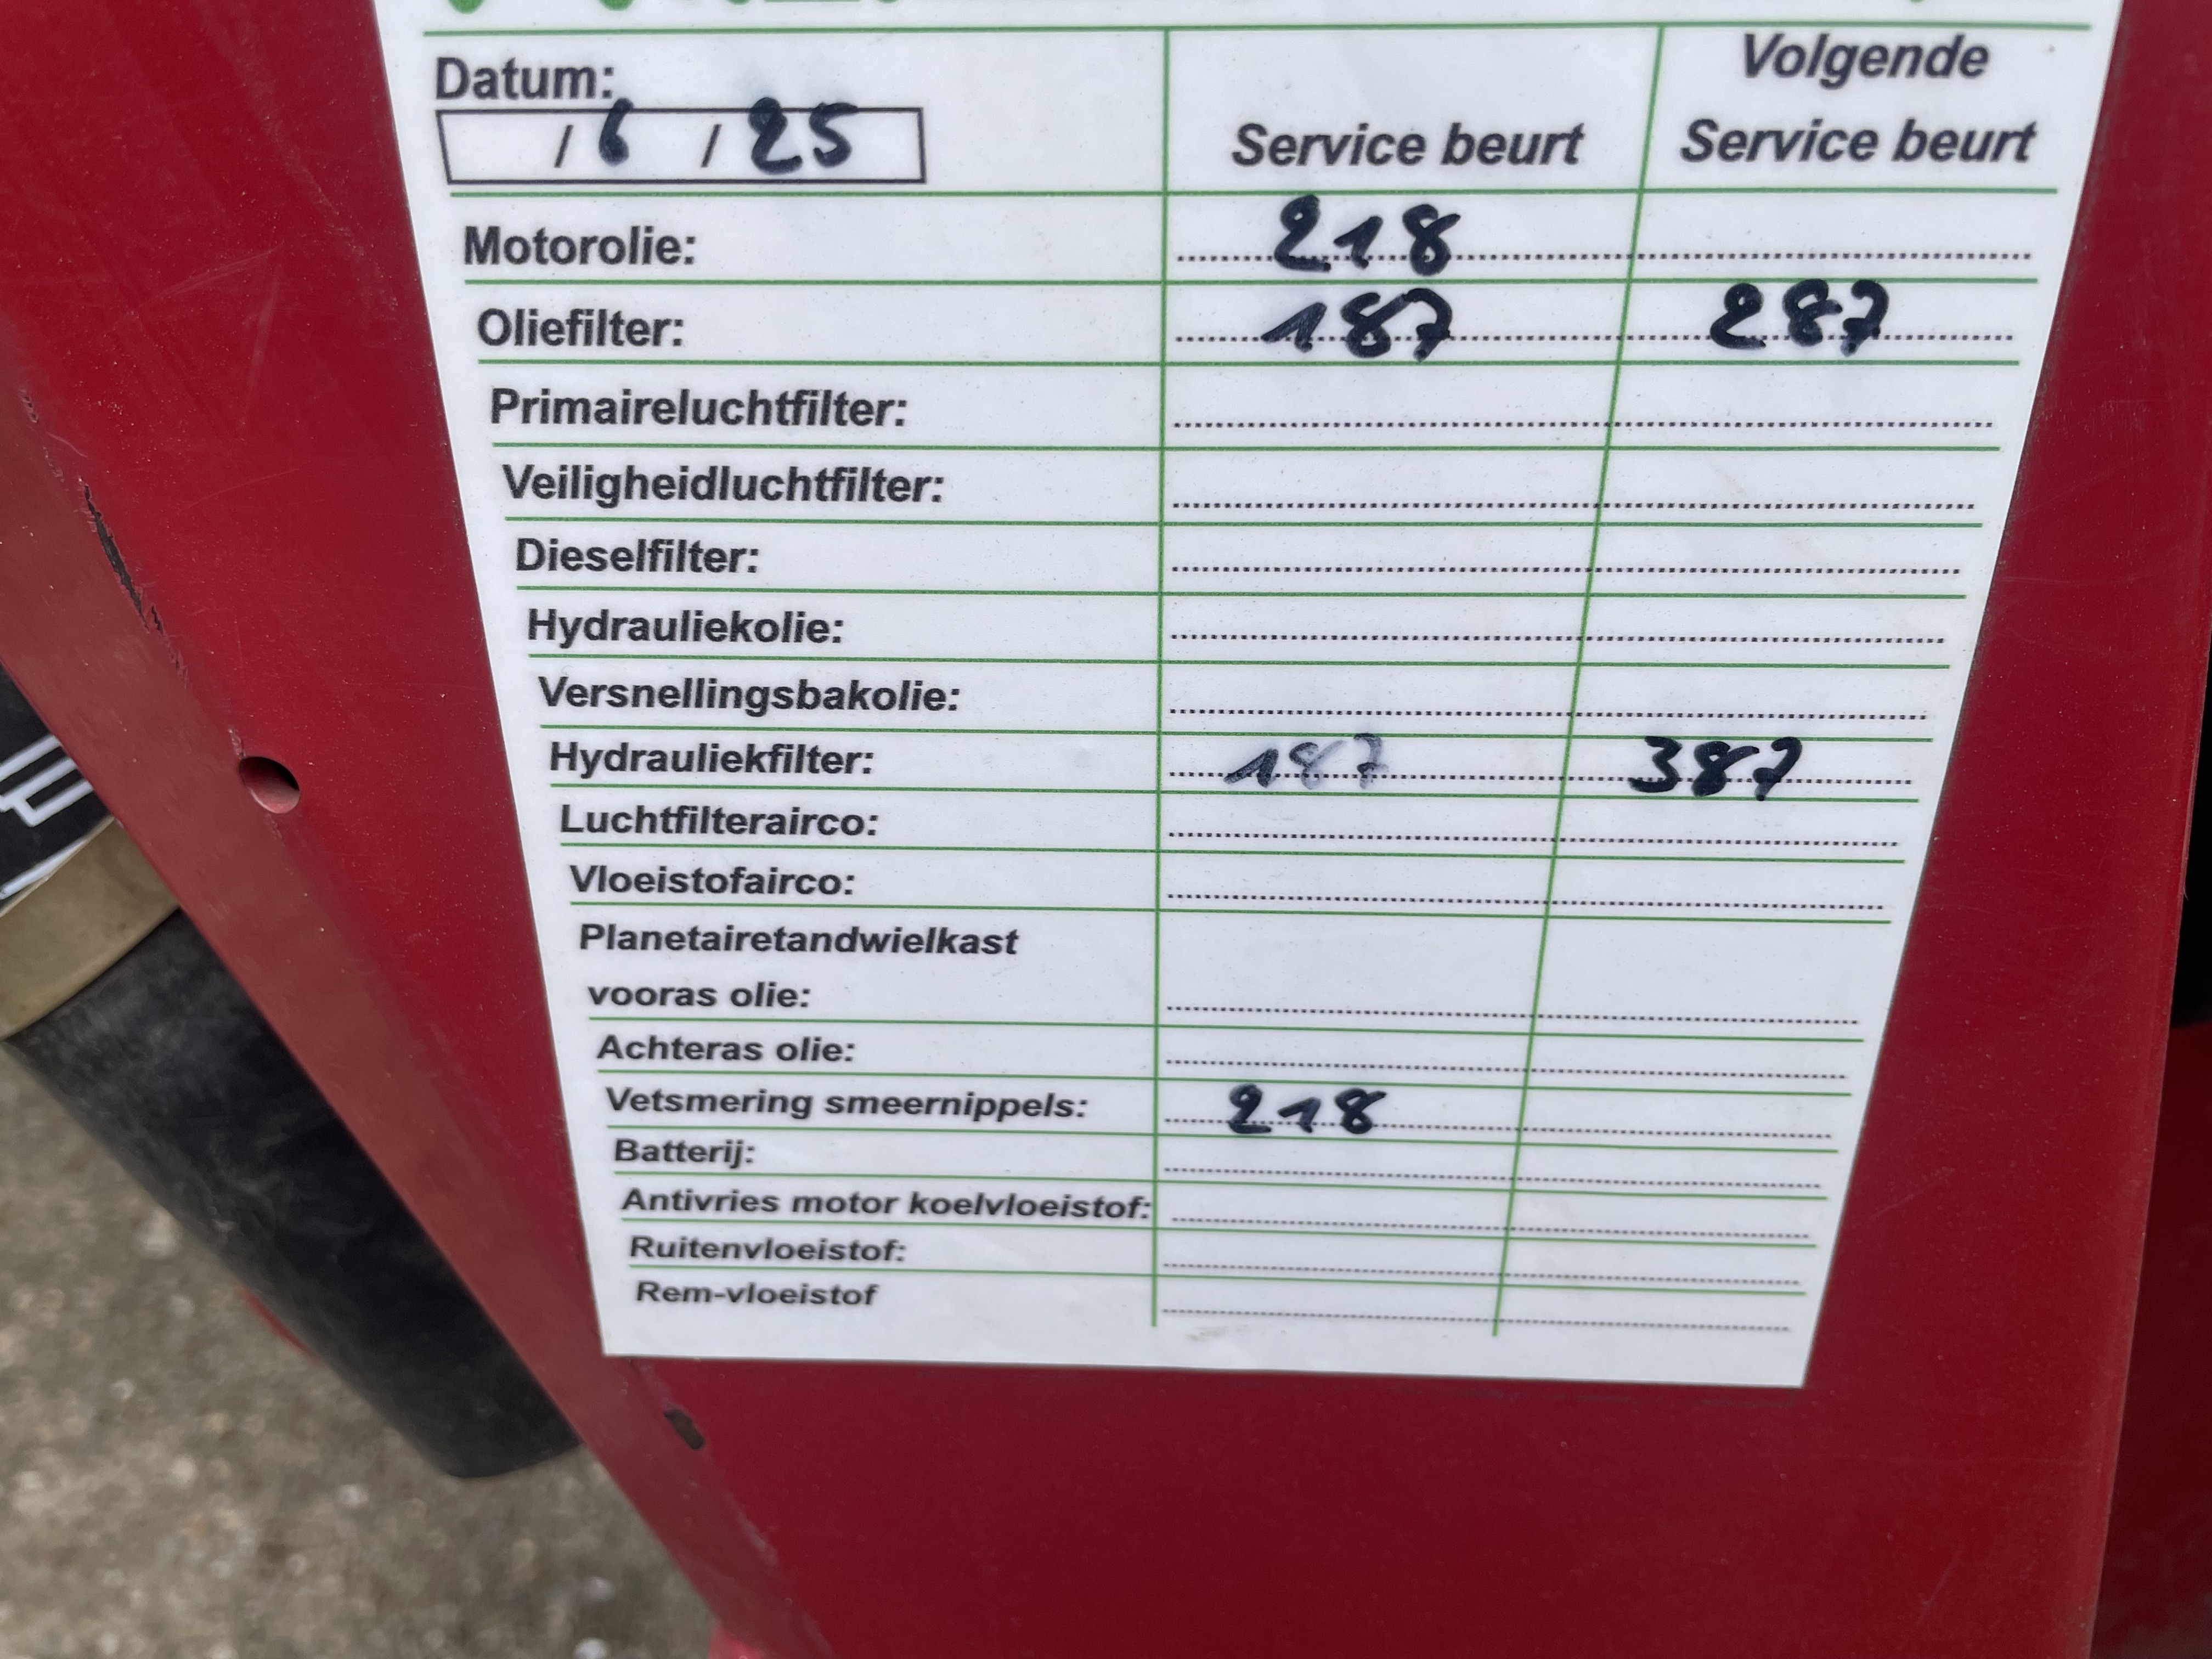 Datum:
/ 6 / 25
Service beurt
Volgende
Service beurt
Motorolie: 218
Oliefilter: 187 287
Primaireluchtfilter:
Veiligheidluchtfilter:
Dieselfilter:
Hydrauliekolie:
Versnellingsbakolie:
Hydrauliekfilter: 187 387
Luchtfilterairco:
Vloeistofairco:
Planetairetandwielkast
vooras olie:
Achteras olie:
Vetsmering smeernippels: 218
Batterij:
Antivries motor koelvloeistof:
Ruitenvloeistof:
Rem-vloeistof